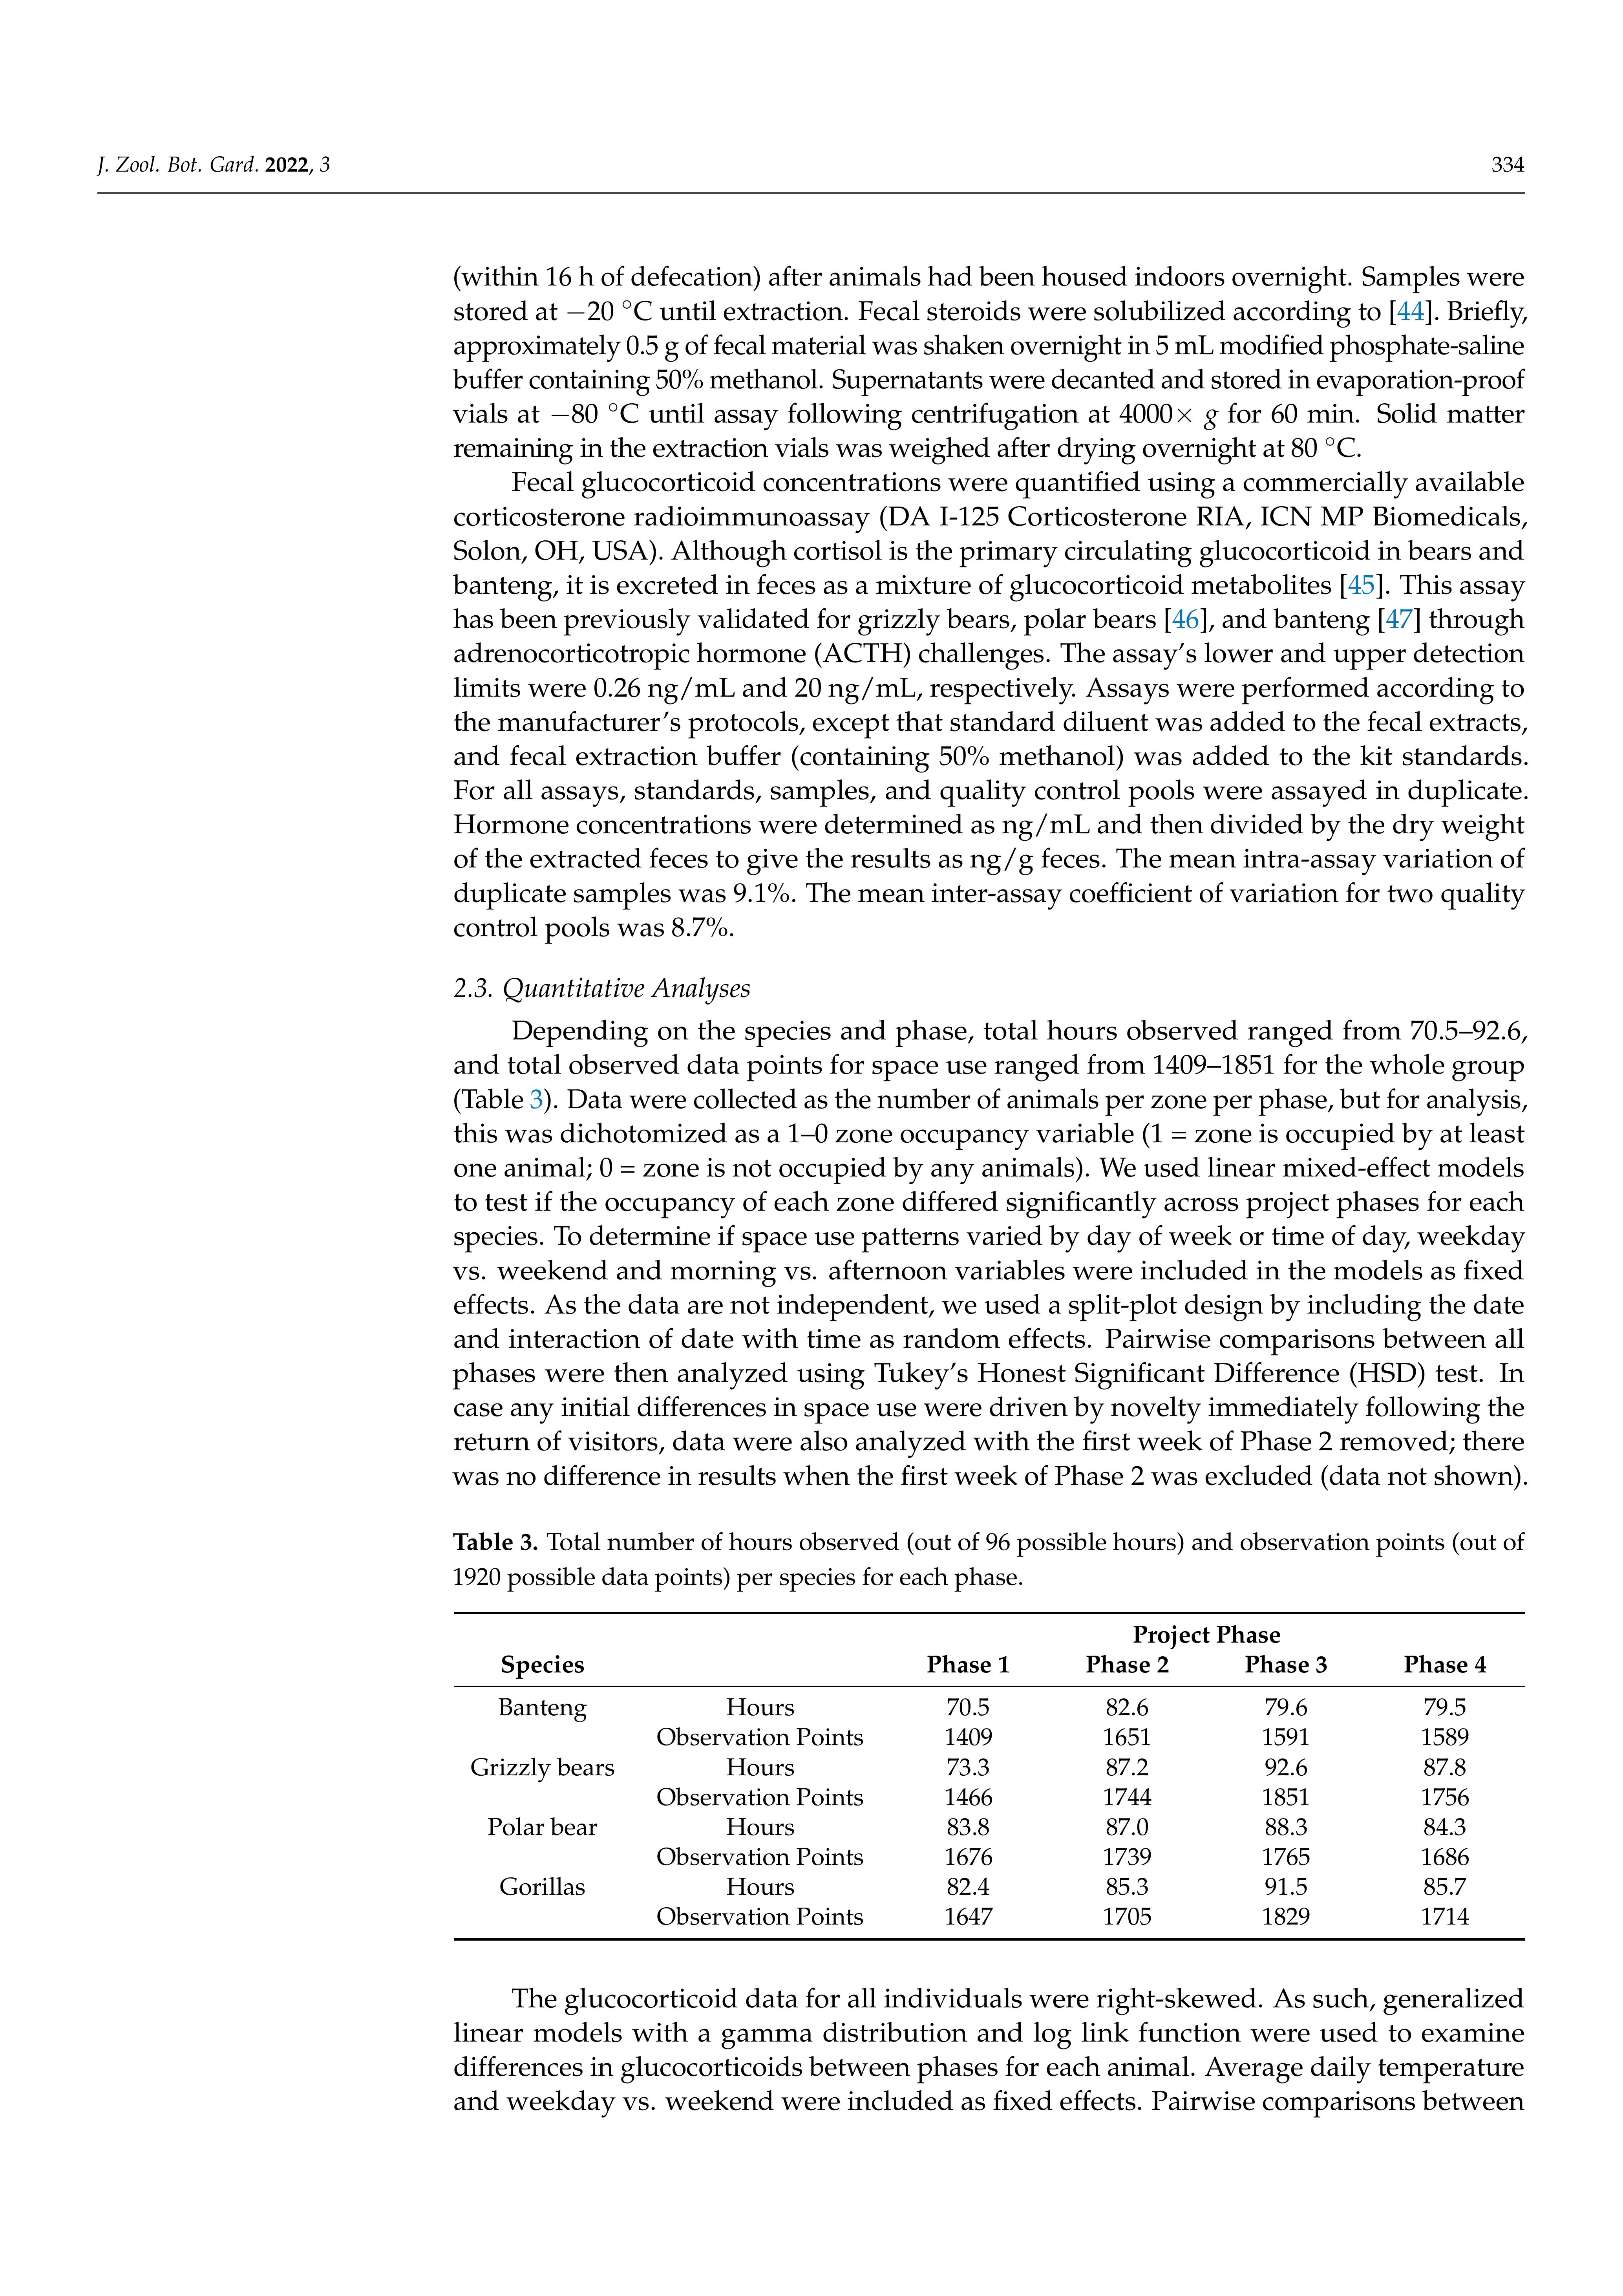 J. Zool. Bot. Gard. 2022, 3 334
(within 16 h of defecation) after animals had been housed indoors overnight. Samples were
stored at −20 °C until extraction. Fecal steroids were solubilized according to [44]. Briefly,
approximately 0.5 g of fecal material was shaken overnight in 5 mL modified phosphate-saline
buffer containing 50% methanol. Supernatants were decanted and stored in evaporation-proof
vials at −80 °C until assay following centrifugation at 4000× g for 60 min. Solid matter
remaining in the extraction vials was weighed after drying overnight at 80 °C.
Fecal glucocorticoid concentrations were quantified using a commercially available
corticosterone radioimmunoassay (DA I-125 Corticosterone RIA, ICN MP Biomedicals,
Solon, OH, USA). Although cortisol is the primary circulating glucocorticoid in bears and
banteng, it is excreted in feces as a mixture of glucocorticoid metabolites [45]. This assay
has been previously validated for grizzly bears, polar bears [46], and banteng [47] through
adrenocorticotropic hormone (ACTH) challenges. The assay's lower and upper detection
limits were 0.26 ng/mL and 20 ng/mL, respectively. Assays were performed according to
the manufacturer's protocols, except that standard diluent was added to the fecal extracts,
and fecal extraction buffer (containing 50% methanol) was added to the kit standards.
For all assays, standards, samples, and quality control pools were assayed in duplicate.
Hormone concentrations were determined as ng/mL and then divided by the dry weight
of the extracted feces to give the results as ng/g feces. The mean intra-assay variation of
duplicate samples was 9.1%. The mean inter-assay coefficient of variation for two quality
control pools was 8.7%.
2.3. Quantitative Analyses
Depending on the species and phase, total hours observed ranged from 70.5–92.6,
and total observed data points for space use ranged from 1409–1851 for the whole group
(Table 3). Data were collected as the number of animals per zone per phase, but for analysis,
this was dichotomized as a 1–0 zone occupancy variable (1 = zone is occupied by at least
one animal; 0 = zone is not occupied by any animals). We used linear mixed-effect models
to test if the occupancy of each zone differed significantly across project phases for each
species. To determine if space use patterns varied by day of week or time of day, weekday
vs. weekend and morning vs. afternoon variables were included in the models as fixed
effects. As the data are not independent, we used a split-plot design by including the date
and interaction of date with time as random effects. Pairwise comparisons between all
phases were then analyzed using Tukey's Honest Significant Difference (HSD) test. In
case any initial differences in space use were driven by novelty immediately following the
return of visitors, data were also analyzed with the first week of Phase 2 removed; there
was no difference in results when the first week of Phase 2 was excluded (data not shown).
Table 3. Total number of hours observed (out of 96 possible hours) and observation points (out of
1920 possible data points) per species for each phase.
Project Phase
Species Phase 1 Phase 2 Phase 3 Phase 4
Banteng Hours 70.5 82.6 79.6 79.5
Observation Points 1409 1651 1591 1589
Grizzly bears Hours 73.3 87.2 92.6 87.8
Observation Points 1466 1744 1851 1756
Polar bear Hours 83.8 87.0 88.3 84.3
Observation Points 1676 1739 1765 1686
Gorillas Hours 82.4 85.3 91.5 85.7
Observation Points 1647 1705 1829 1714
The glucocorticoid data for all individuals were right-skewed. As such, generalized
linear models with a gamma distribution and log link function were used to examine
differences in glucocorticoids between phases for each animal. Average daily temperature
and weekday vs. weekend were included as fixed effects. Pairwise comparisons between